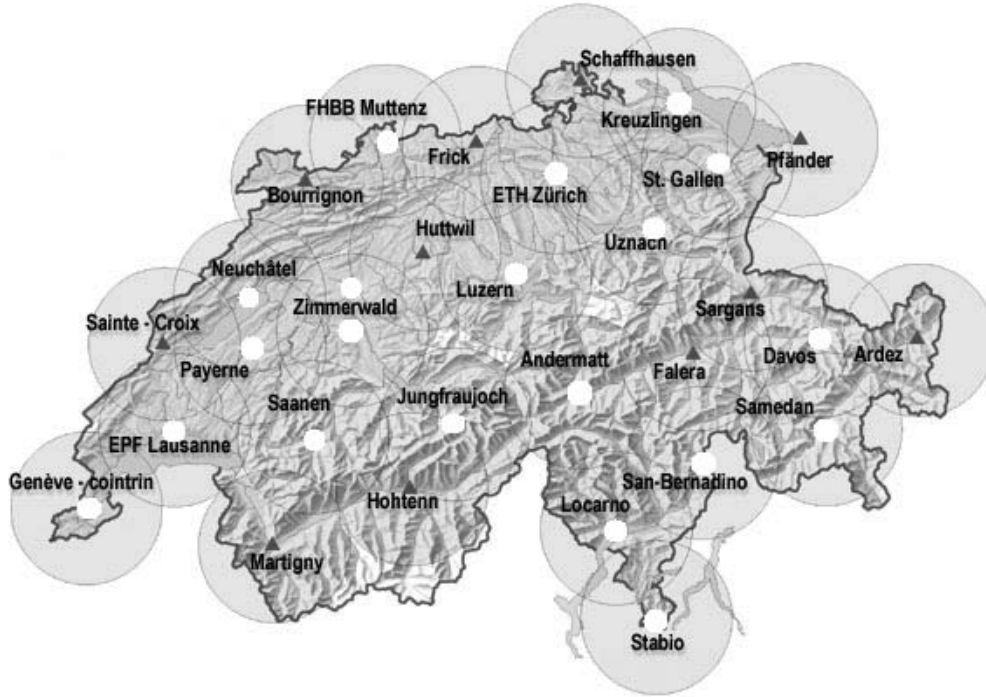 Schaffhausen
FHBB Muttenz
Kreuzlingen
Frick
Pfänder
St. Gallen
Bourrignon
ETH Zürich
Huttwil
Uznach
Neuchâtel
Luzern
Zimmerwald
Sargans
Sainte - Croix
Andermatt
Davos
Ardez
Payerne
Falera
Saanen
Jungfraujoch
Samedan
EPF Lausanne
Genève - cointrin
San-Bernadino
Hohtenn
Locarno
Martigny
Stabio